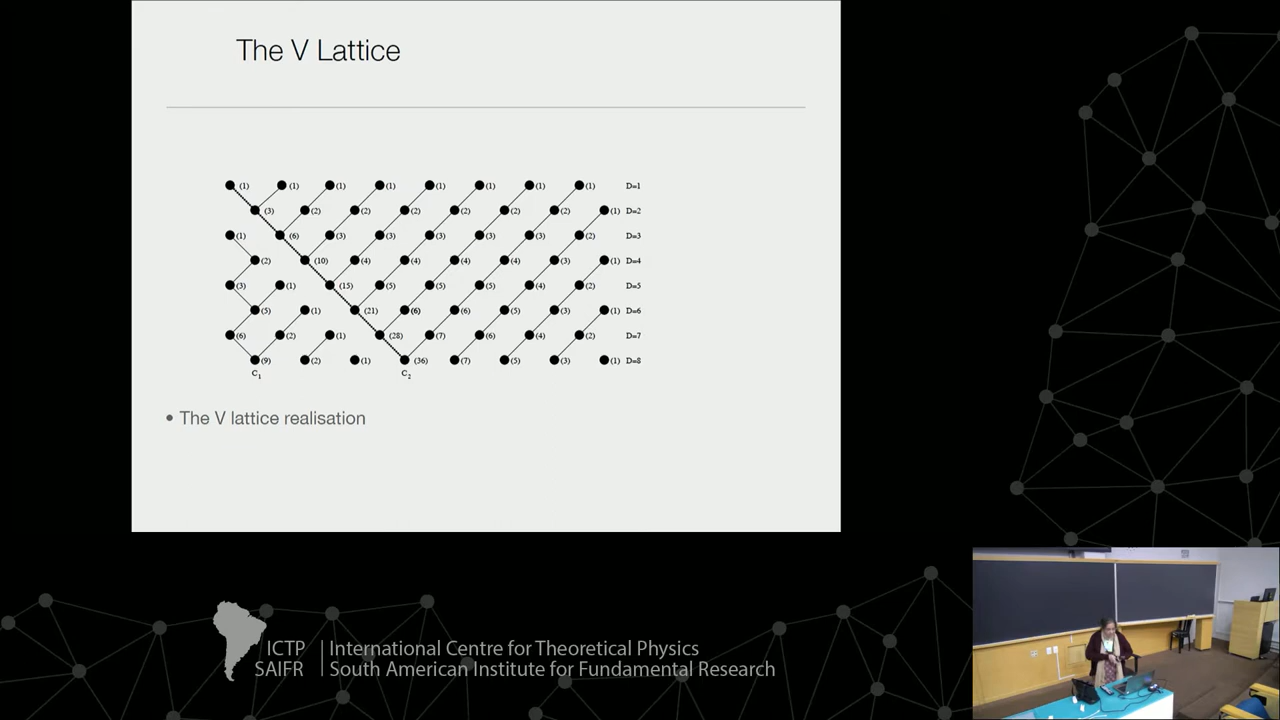 The V Lattice
(1) (1) (1) (1) (1) (1) (1) (1) D=1
(3) (2) (2) (2) (2) (2) (2) (1) D=2
(1) (6) (3) (3) (3) (3) (3) (2) D=3
(2) (10) (4) (4) (4) (4) (3) (1) D=4
(3) (1) (15) (5) (5) (5) (4) (2) D=5
(5) (1) (21) (6) (6) (5) (3) (1) D=6
(6) (2) (1) (28) (7) (6) (4) (2) D=7
(9) (2) (1) (36) (7) (5) (3) (1) D=8
C1 C2
• The V lattice realisation
ICTP International Centre for Theoretical Physics
SAIFR South American Institute for Fundamental Research